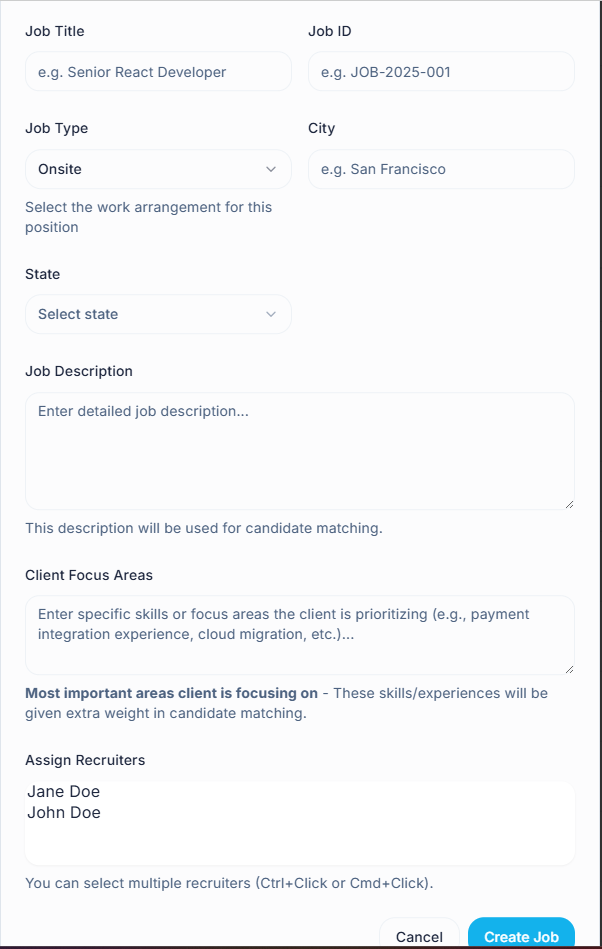 Job Title
Job ID
e.g. Senior React Developer
e.g. JOB-2025-001
Job Type
City
Onsite
e.g. San Francisco
Select the work arrangement for this
position
State
Select state
Job Description
Enter detailed job description...
This description will be used for candidate matching.
Client Focus Areas
Enter specific skills or focus areas the client is prioritizing (e.g., payment
integration experience, cloud migration, etc.)...
Most important areas client is focusing on - These skills/experiences will be
given extra weight in candidate matching.
Assign Recruiters
Jane Doe
John Doe
You can select multiple recruiters (Ctrl+Click or Cmd+Click).
Cancel
Create Job